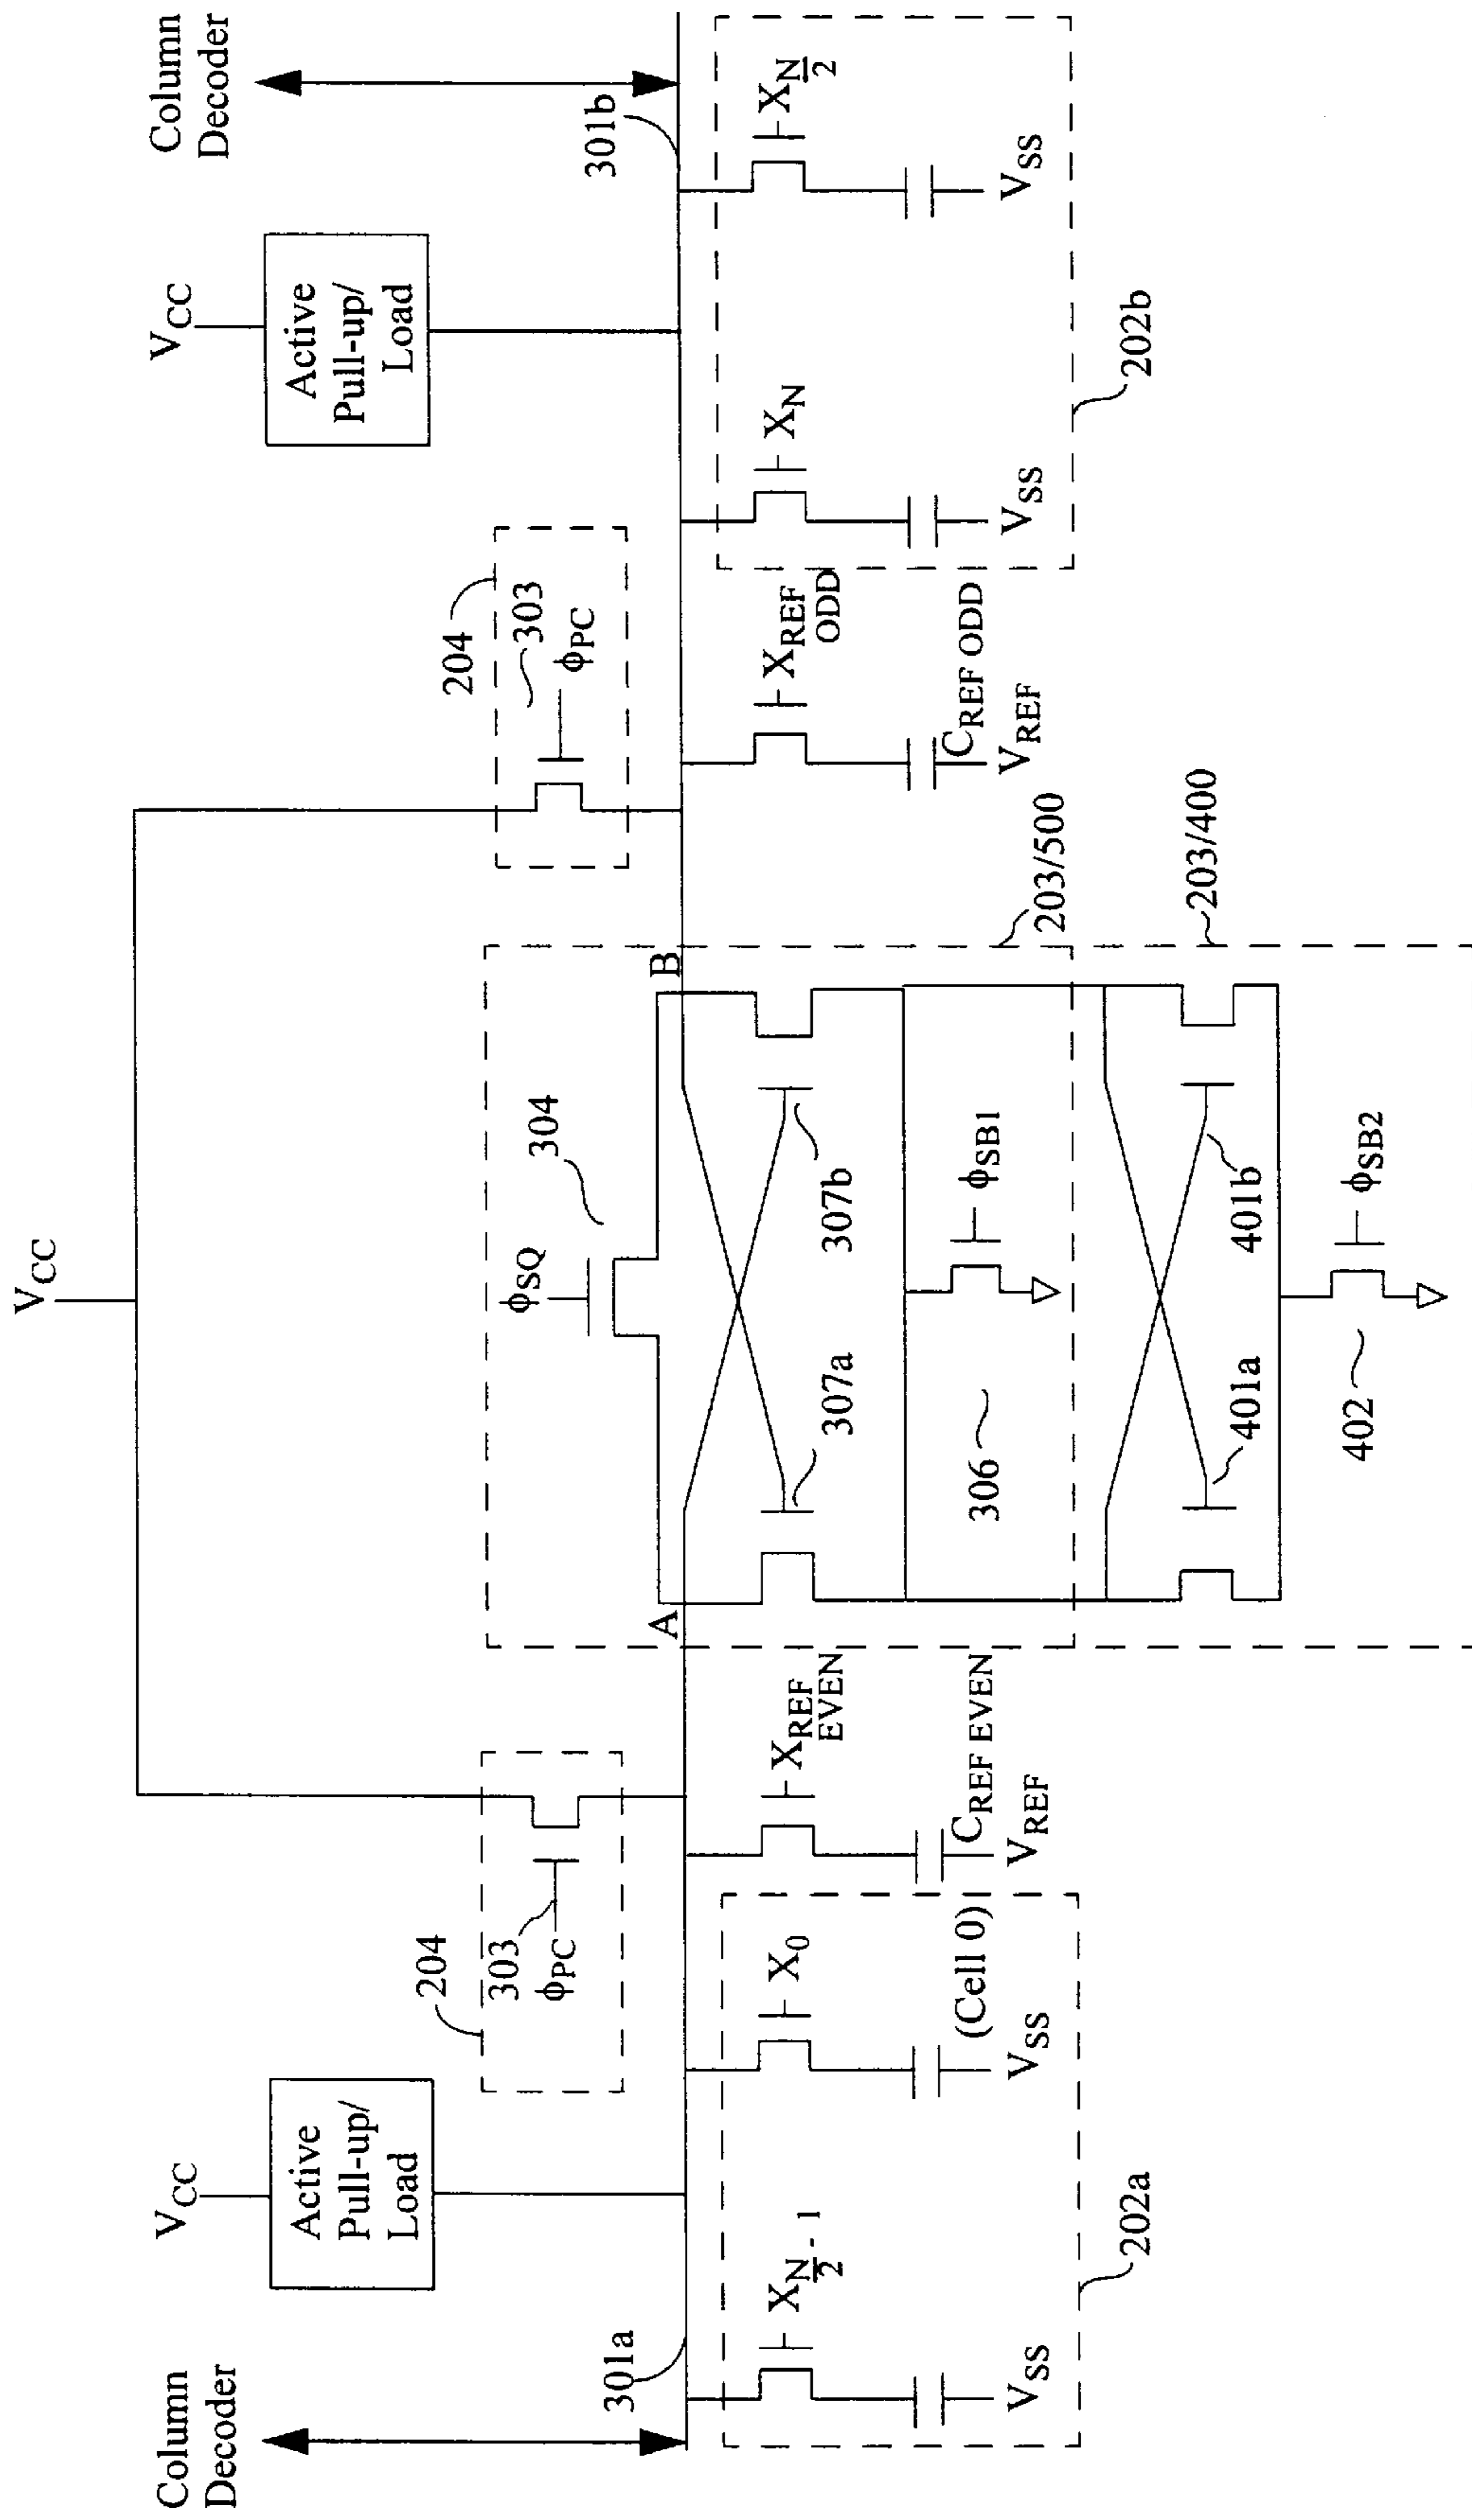 V_CC
Column
Decoder
V_CC
Active
Pull-up/
Load
204
303
ϕ_PC
301a
X_{N/2 - 1}
V_SS
X_0
(Cell 0)
V_SS
202a
X_REF EVEN
C_REF EVEN
V_REF
A
ϕ_SQ
304
B
307a
307b
306
ϕ_SB1
203/500
203/400
401a
401b
402
ϕ_SB2
204
303
ϕ_PC
X_REF ODD
C_REF ODD
V_REF
V_CC
Active
Pull-up/
Load
Column
Decoder
301b
X_N
V_SS
X_{N/2}
V_SS
202b